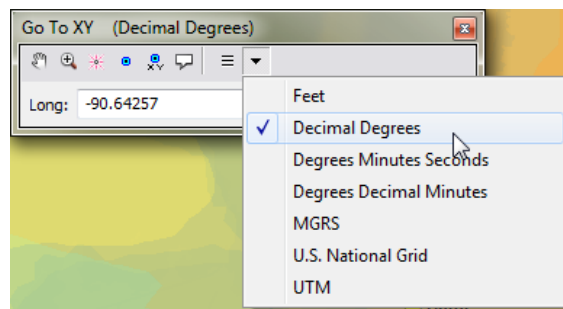 Go To XY (Decimal Degrees)
XY
Long: -90.64257
Feet
Decimal Degrees
Degrees Minutes Seconds
Degrees Decimal Minutes
MGRS
U.S. National Grid
UTM